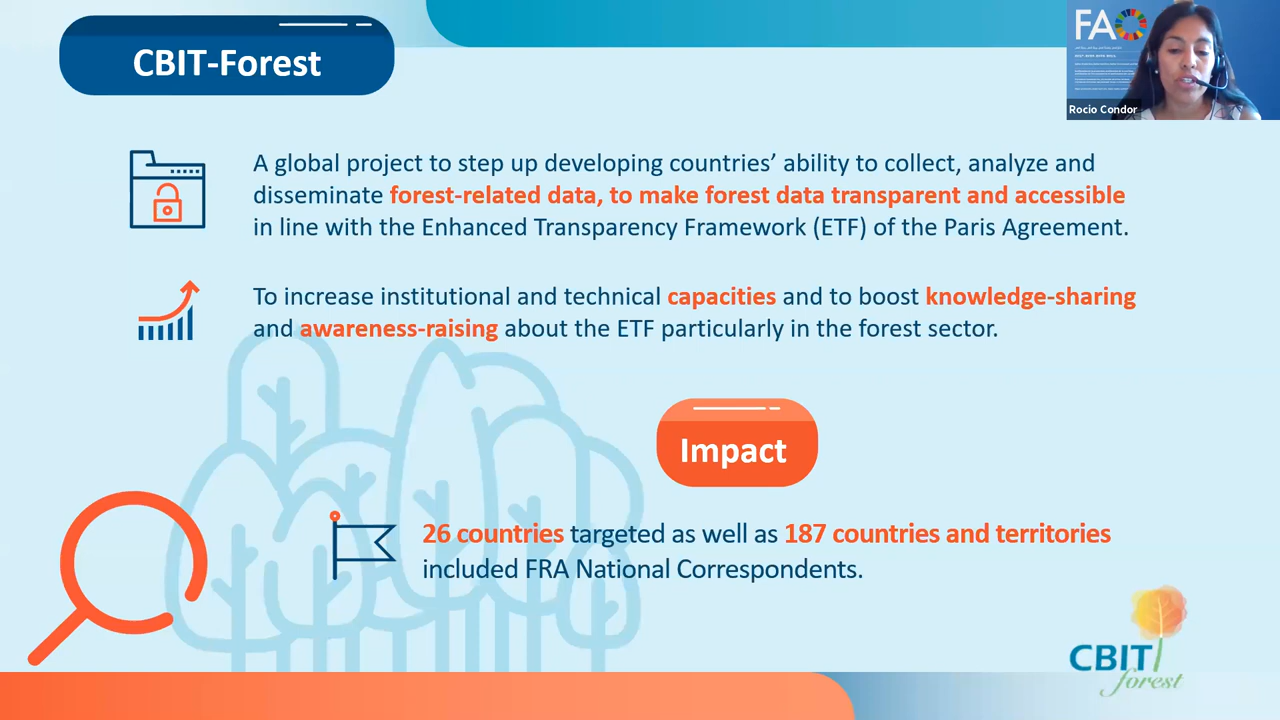 CBIT-Forest
FAO
Rocio Condor
A global project to step up developing countries’ ability to collect, analyze and
disseminate forest-related data, to make forest data transparent and accessible
in line with the Enhanced Transparency Framework (ETF) of the Paris Agreement.
To increase institutional and technical capacities and to boost knowledge-sharing
and awareness-raising about the ETF particularly in the forest sector.
Impact
26 countries targeted as well as 187 countries and territories
included FRA National Correspondents.
CBIT
forest